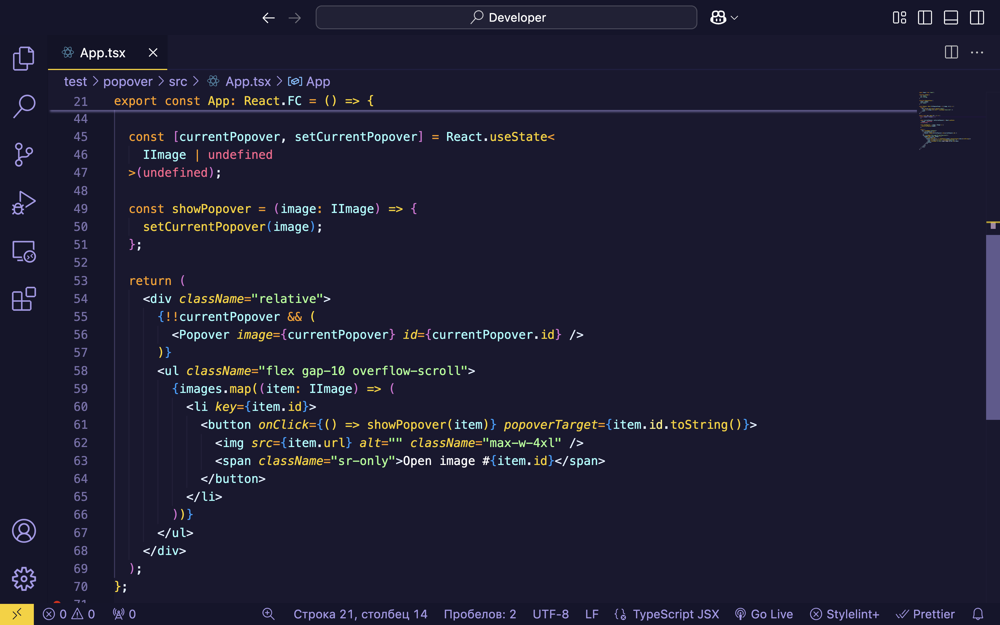 Developer
App.tsx
test > popover > src > App.tsx > App
21 export const App: React.FC = () => {
44
45 const [currentPopover, setCurrentPopover] = React.useState<
46 IImage | undefined
47 >(undefined);
48
49 const showPopover = (image: IImage) => {
50 setCurrentPopover(image);
51 };
52
53 return (
54 <div className="relative">
55 {!!currentPopover && (
56 <Popover image={currentPopover} id={currentPopover.id} />
57 )}
58 <ul className="flex gap-10 overflow-scroll">
59 {images.map((item: IImage) => (
60 <li key={item.id}>
61 <button onClick={() => showPopover(item)} popoverTarget={item.id.toString()}>
62 <img src={item.url} alt="" className="max-w-4xl" />
63 <span className="sr-only">Open image #{item.id}</span>
64 </button>
65 </li>
66 ))}
67 </ul>
68 </div>
69 );
70 };
71
0 0 0 Строка 21, столбец 14 Пробелов: 2 UTF-8 LF TypeScript JSX Go Live Stylelint+ Prettier